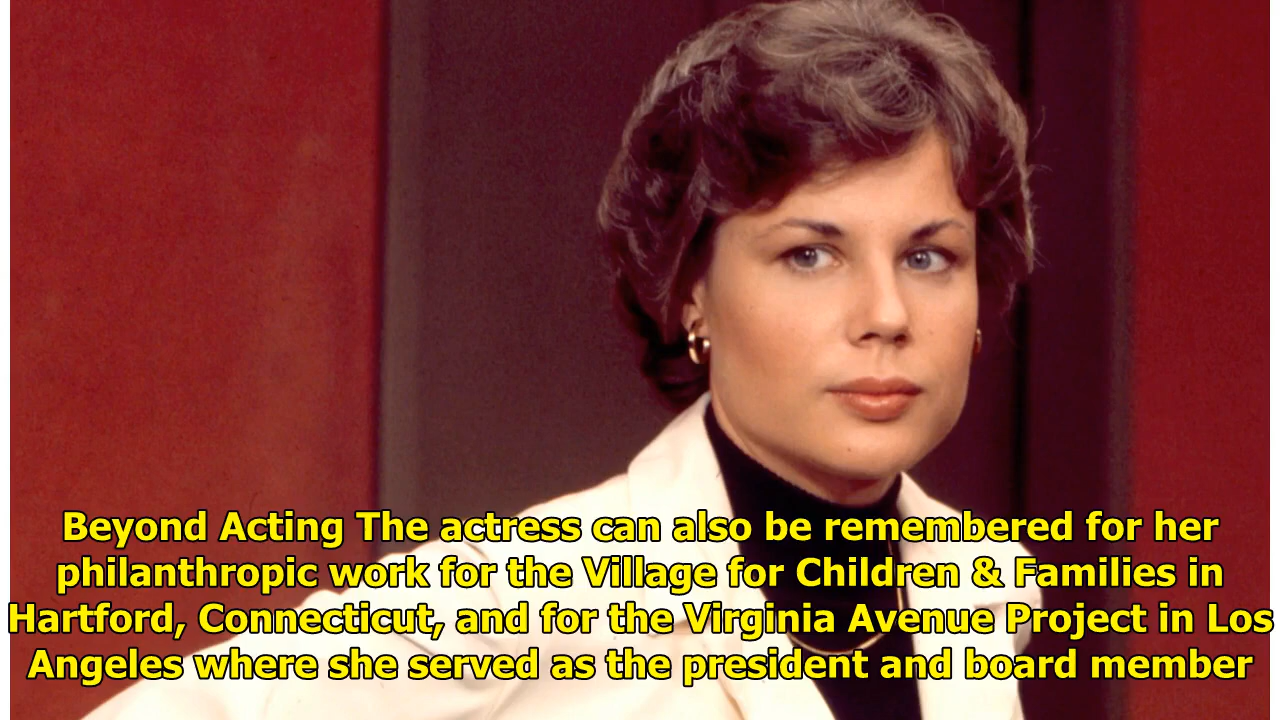 Beyond Acting The actress can also be remembered for her
philanthropic work for the Village for Children & Families in
Hartford, Connecticut, and for the Virginia Avenue Project in Los
Angeles where she served as the president and board member